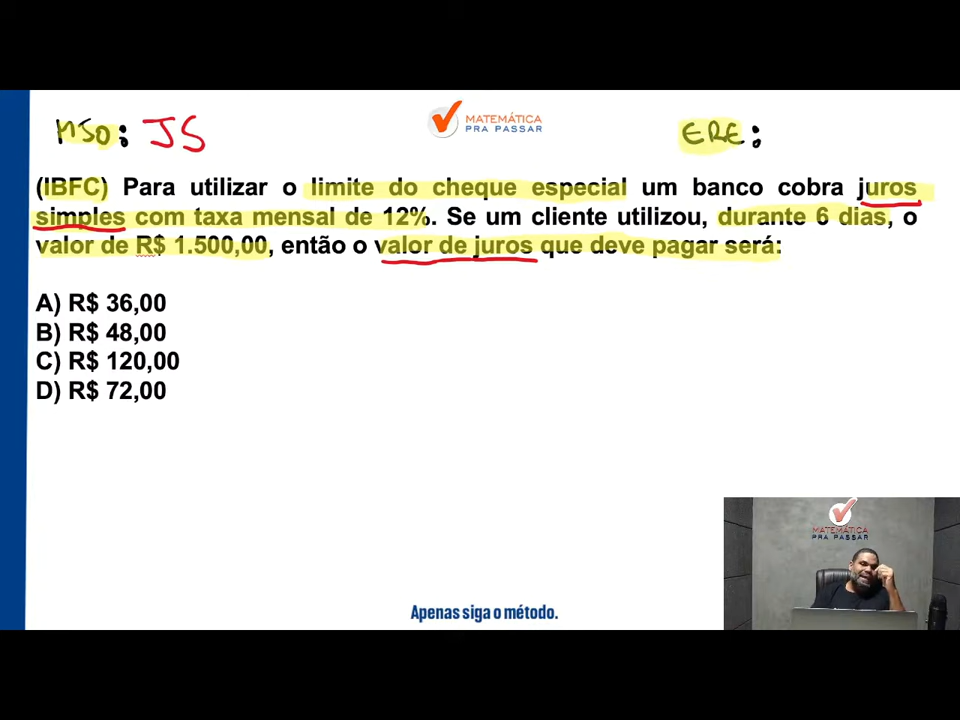 MSO: JS
MATEMÁTICA
PRA PASSAR
ERE:
(IBFC) Para utilizar o limite do cheque especial um banco cobra juros
simples com taxa mensal de 12%. Se um cliente utilizou, durante 6 dias, o
valor de R$ 1.500,00, então o valor de juros que deve pagar será:
A) R$ 36,00
B) R$ 48,00
C) R$ 120,00
D) R$ 72,00
MATEMÁTICA
PRA PASSAR
Apenas siga o método.